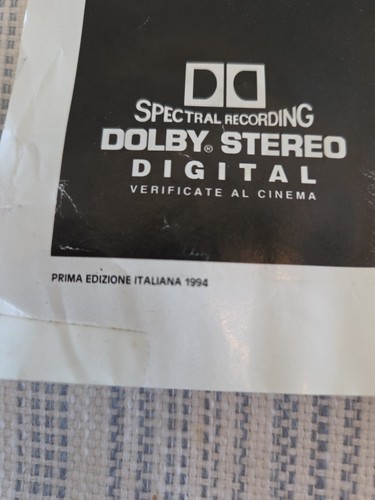 SPECTRAL RECORDING
DOLBY® STEREO
DIGITAL
VERIFICATE AL CINEMA
PRIMA EDIZIONE ITALIANA 1994